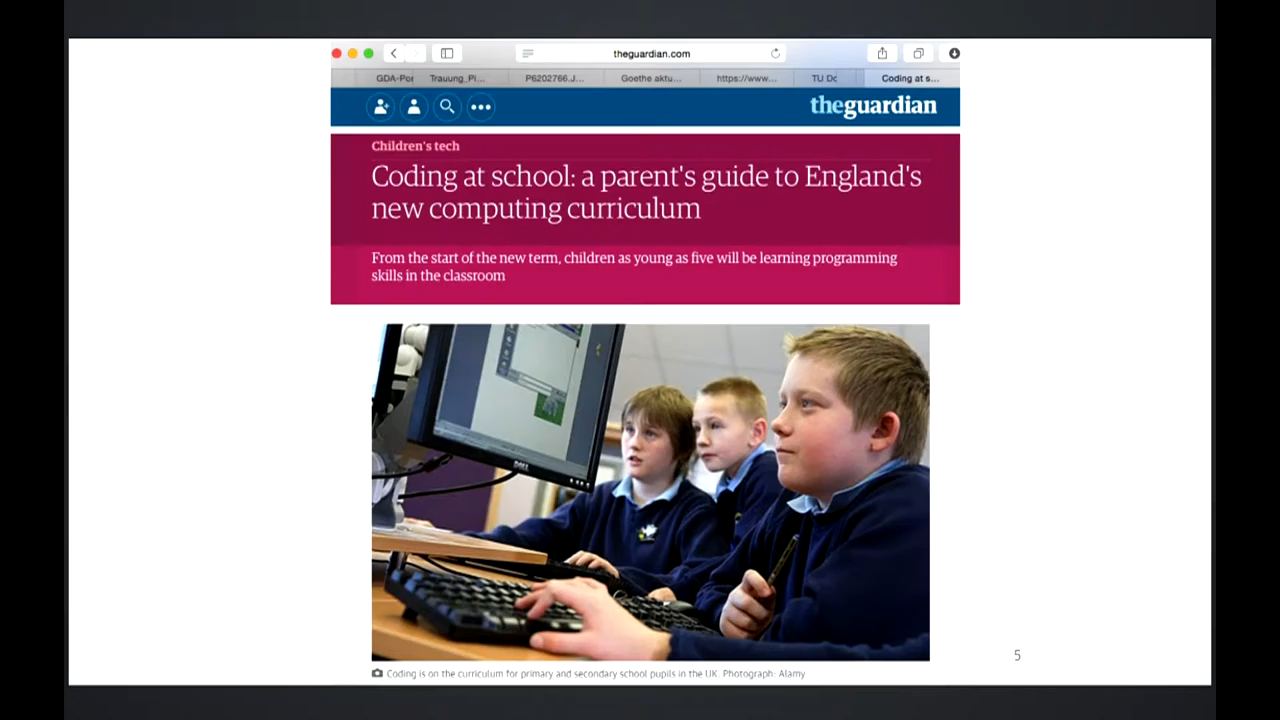 theguardian.com
GDA-Por Trauung_Pi... P6202766.J... Goethe aktu... https://www... TU Dc Coding at s...
theguardian
Children's tech
Coding at school: a parent's guide to England's
new computing curriculum
From the start of the new term, children as young as five will be learning programming
skills in the classroom
DELL
5
Coding is on the curriculum for primary and secondary school pupils in the UK. Photograph: Alamy